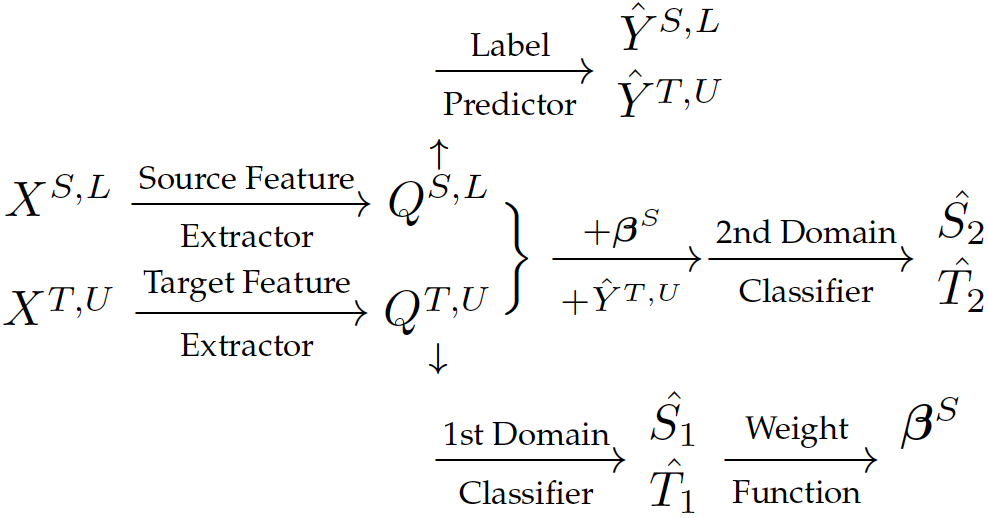 Label
Predictor
Ŷ^{S,L}
Ŷ^{T,U}
↑
X^{S,L} Source Feature Extractor Q^{S,L}
X^{T,U} Target Feature Extractor Q^{T,U}
}
+β^S
+Ŷ^{T,U}
2nd Domain
Classifier
Ŝ_2
T̂_2
↓
1st Domain
Classifier
Ŝ_1
T̂_1
Weight
Function
β^S